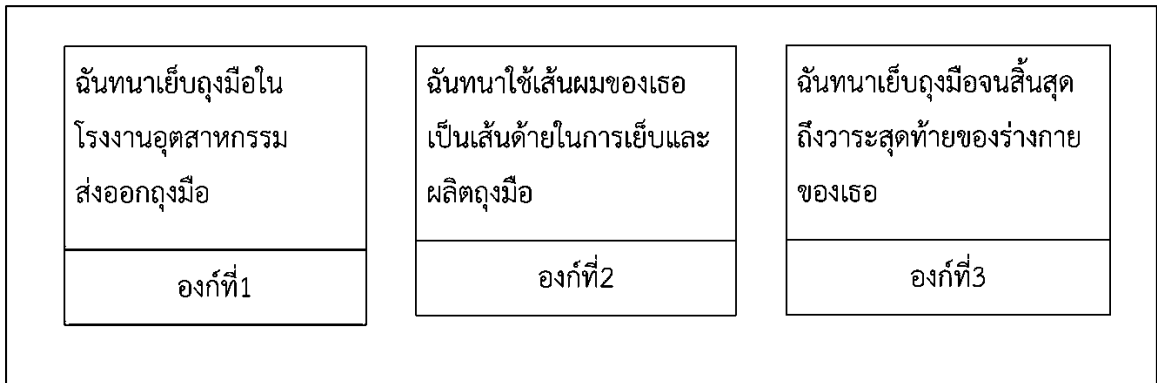 ฉันทนาเย็บถุงมือใน
โรงงานอุตสาหกรรม
ส่งออกถุงมือ
องก์ที่1
ฉันทนาใช้เส้นผมของเธอ
เป็นเส้นด้ายในการเย็บและ
ผลิตถุงมือ
องก์ที่2
ฉันทนาเย็บถุงมือจนสิ้นสุด
ถึงวาระสุดท้ายของร่างกาย
ของเธอ
องก์ที่3